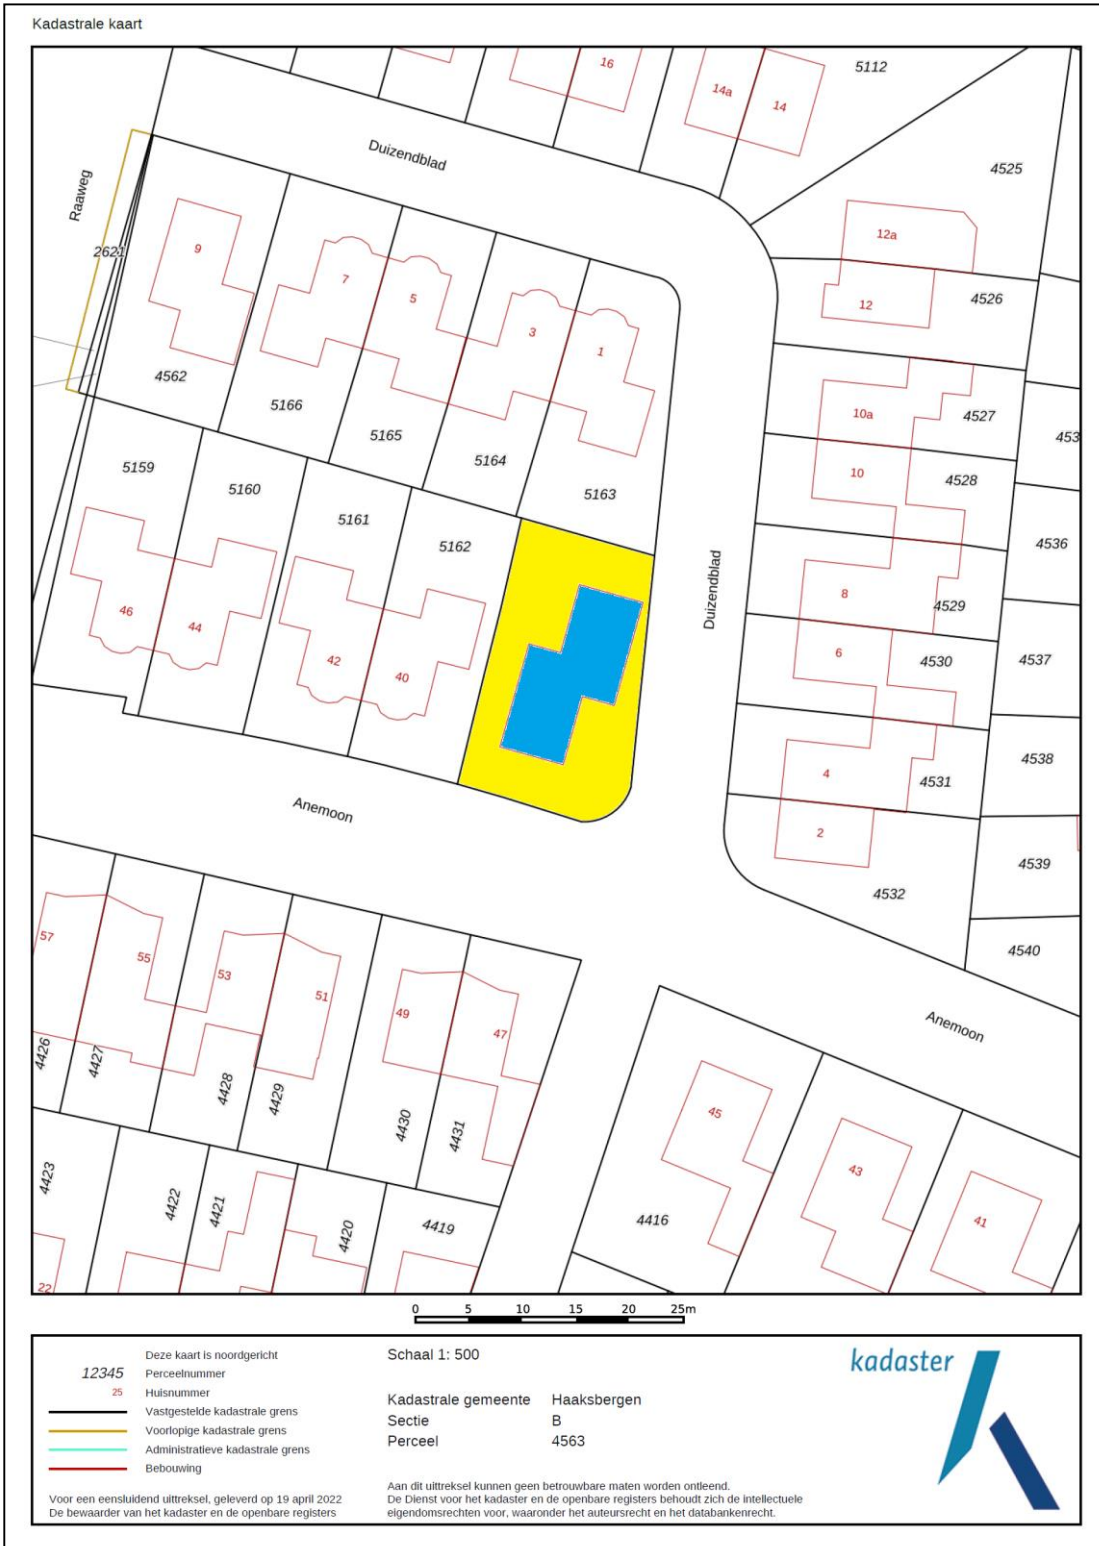 Kadastrale kaart
16
5112
14a
14
Duizendblad
4525
Raaweg
12a
9
2621
7
5
12
4526
3
1
4562
5166
10a
4527
5165
453
5164
5159
10
4528
5160
5163
5161
4536
5162
Duizendblad
8
4529
46
44
6
4530
4537
42
40
4538
4
4531
Anemoon
2
4539
4532
57
55
53
51
4540
49
47
Anemoon
4426
4427
4428
4429
4430
4431
45
43
4423
4422
4421
4420
4419
4416
41
22
0 5 10 15 20 25m
Deze kaart is noordgericht
12345 Perceelnummer
25 Huisnummer
Vastgestelde kadastrale grens
Voorlopige kadastrale grens
Administratieve kadastrale grens
Bebouwing
Voor een eensluidend uittreksel, geleverd op 19 april 2022
De bewaarder van het kadaster en de openbare registers
Schaal 1: 500
Kadastrale gemeente Haaksbergen
Sectie B
Perceel 4563
Aan dit uittreksel kunnen geen betrouwbare maten worden ontleend.
De Dienst voor het kadaster en de openbare registers behoudt zich de intellectuele
eigendomsrechten voor, waaronder het auteursrecht en het databankenrecht.
kadaster